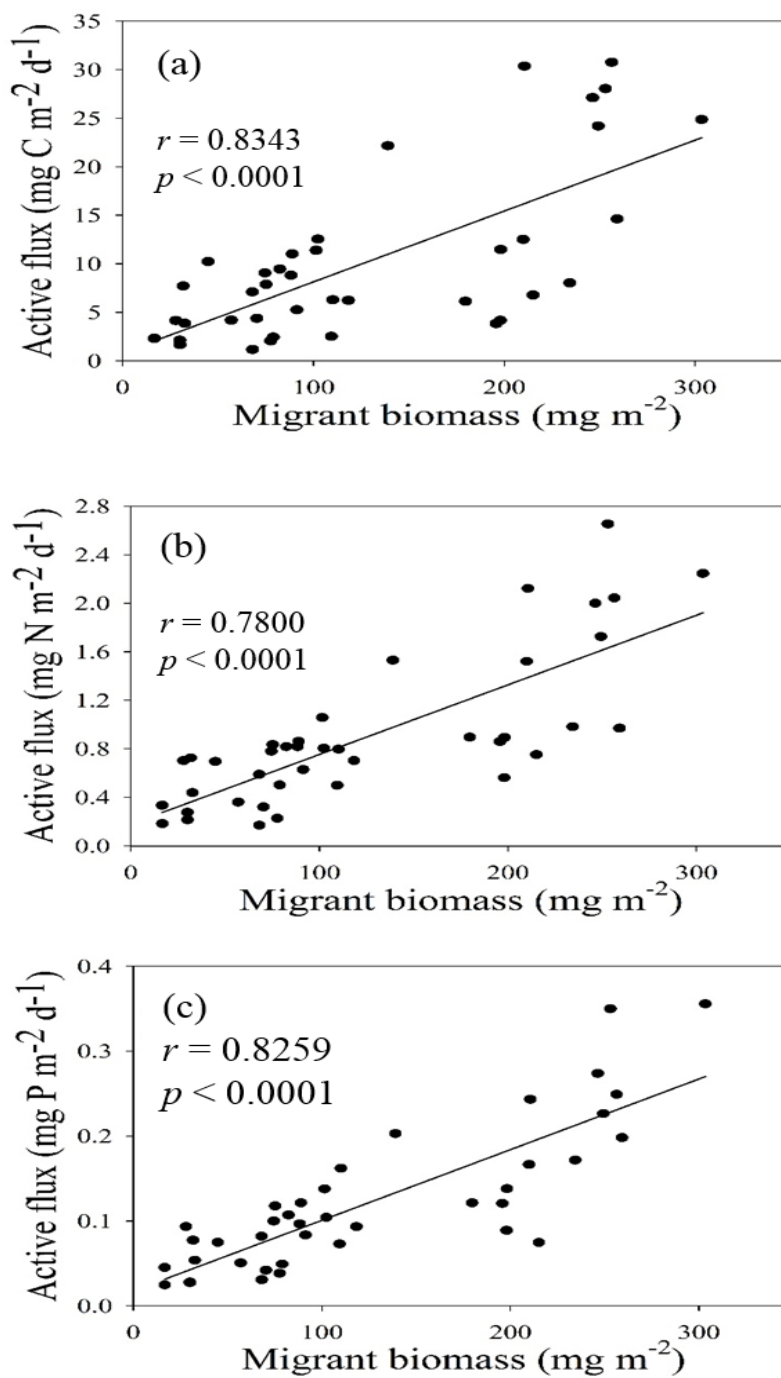 Active flux (mg C m⁻² d⁻¹)
35
30
25
20
15
10
5
0
(a)
r = 0.8343
p < 0.0001
0 100 200 300
Migrant biomass (mg m⁻²)
Active flux (mg N m⁻² d⁻¹)
2.8
2.4
2.0
1.6
1.2
0.8
0.4
0.0
(b)
r = 0.7800
p < 0.0001
0 100 200 300
Migrant biomass (mg m⁻²)
Active flux (mg P m⁻² d⁻¹)
0.4
0.3
0.2
0.1
0.0
(c)
r = 0.8259
p < 0.0001
0 100 200 300
Migrant biomass (mg m⁻²)